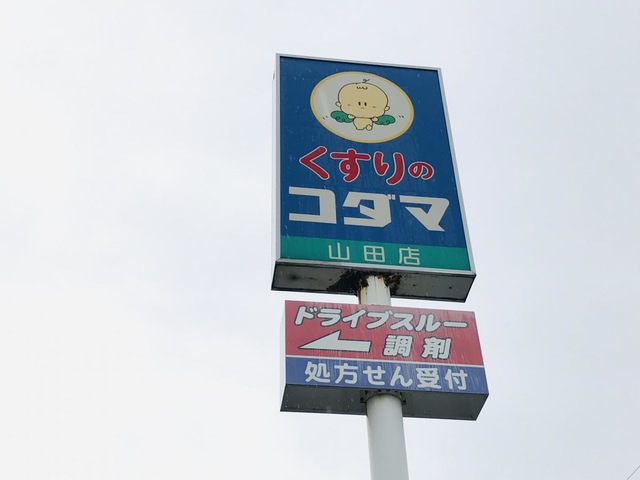 くすりの
コダマ
山田店
ドライブスルー
調剤
処方せん受付